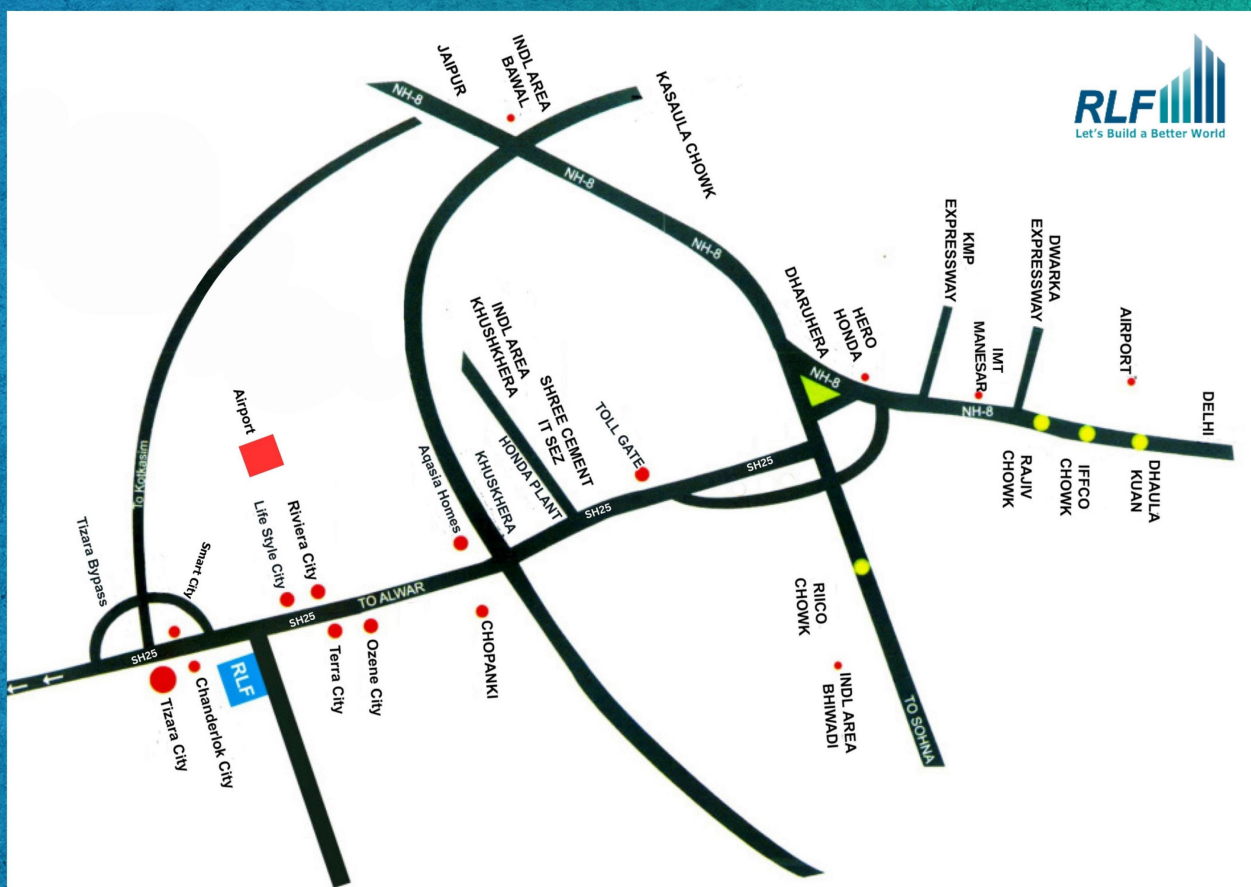 RLF
Let's Build a Better World
JAIPUR
INDL AREA
BAWAL
KASAULA CHOWK
NH-8
NH-8
NH-8
NH-8
NH-8
KMP
EXPRESSWAY
DWARKA
EXPRESSWAY
AIRPORT
DELHI
DHARUHERA
HERO
HONDA
IMT
MANESAR
DHAULA
KUAN
IFFCO
CHOWK
RAJIV
CHOWK
INDL AREA
KHUSHKHERA
SHREE CEMENT
IT SEZ
HONDA PLANT
TOLL GATE
SH25
SH25
KHUSKHERA
Aqasia Homes
Airport
To Kotkasim
Life Style City
Riviera City
Smart City
Tizara Bypass
TO ALWAR
SH25
SH25
RLF
Terra City
Ozene City
CHOPANKI
RIICO
CHOWK
INDL AREA
BHIWADI
TO SOHNA
Chanderlok City
Tizara City